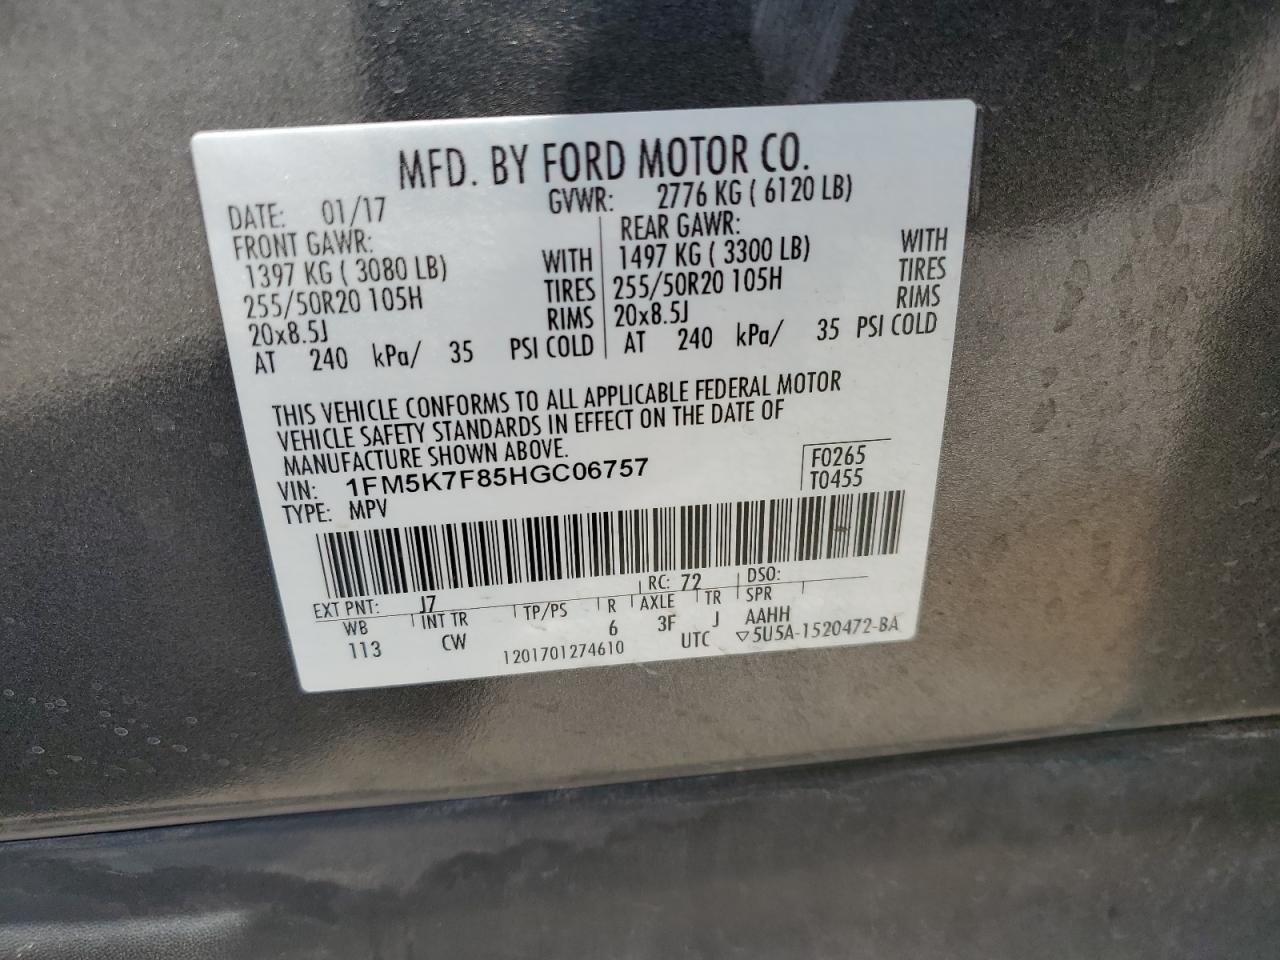 MFD. BY FORD MOTOR CO.
DATE: 01/17 GVWR: 2776 KG ( 6120 LB)
FRONT GAWR: REAR GAWR:
1397 KG ( 3080 LB) WITH 1497 KG ( 3300 LB) WITH
255/50R20 105H TIRES 255/50R20 105H TIRES
20x8.5J RIMS 20x8.5J RIMS
AT 240 kPa/ 35 PSI COLD AT 240 kPa/ 35 PSI COLD
THIS VEHICLE CONFORMS TO ALL APPLICABLE FEDERAL MOTOR
VEHICLE SAFETY STANDARDS IN EFFECT ON THE DATE OF
MANUFACTURE SHOWN ABOVE.
VIN: 1FM5K7F85HGC06757 F0265
TYPE: MPV T0455
EXT PNT: J7 RC: 72 DSO:
WB INT TR TP/PS R AXLE TR SPR
113 CW 6 3F J AAHH
1201701274610 UTC ▽5U5A-1520472-BA